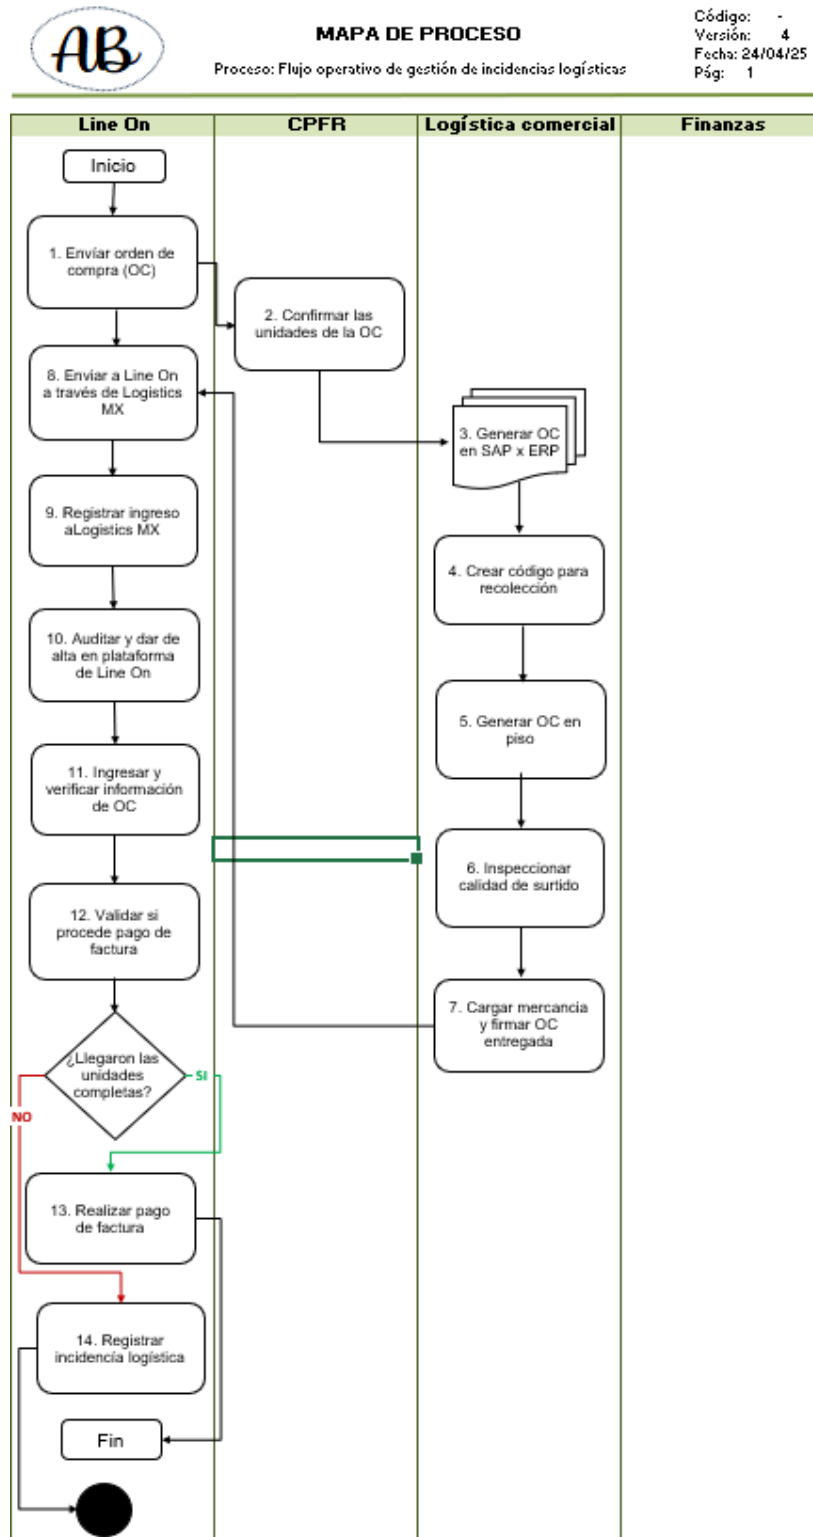 AB
MAPA DE PROCESO
Proceso: Flujo operativo de gestión de incidencias logísticas
Código: -
Versión: 4
Fecha: 24/04/25
Pág: 1
Line On
CPFR
Logística comercial
Finanzas
Inicio
1. Envíar orden de
compra (OC)
2. Confirmar las
unidades de la OC
8. Enviar a Line On
a través de Logistics
MX
3. Generar OC
en SAP x ERP
9. Registrar ingreso
aLogistics MX
4. Crear código para
recolección
10. Auditar y dar de
alta en plataforma
de Line On
5. Generar OC en
piso
11. Ingresar y
verificar información
de OC
6. Inspeccionar
calidad de surtido
12. Validar si
procede pago de
factura
7. Cargar mercancia
y firmar OC
entregada
¿Llegaron las
unidades
completas?
SI
NO
13. Realizar pago
de factura
14. Registrar
incidencía logística
Fin